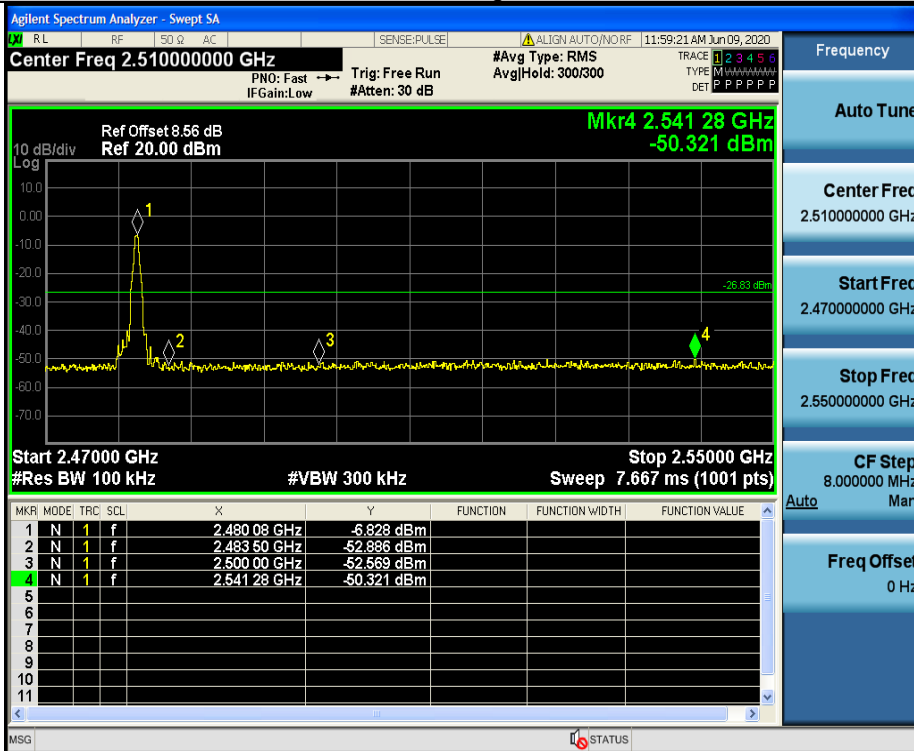 Agilent Spectrum Analyzer - Swept SA
LXI RL RF 50 Ω AC SENSE:PULSE ALIGN AUTO/NO RF 11:59:21 AM Jun 09, 2020
Center Freq 2.510000000 GHz
PNO: Fast
IFGain:Low
Trig: Free Run
#Atten: 30 dB
#Avg Type: RMS
Avg|Hold: 300/300
TRACE 1 2 3 4 5 6
TYPE M
DET P P P P P P
Mkr4 2.541 28 GHz
-50.321 dBm
Ref Offset 8.56 dB
Ref 20.00 dBm
10 dB/div
Log
10.0
0.00
-10.0
-20.0
-30.0
-40.0
-50.0
-60.0
-70.0
1
2
3
4
-26.83 dBm
Start 2.47000 GHz Stop 2.55000 GHz
#Res BW 100 kHz #VBW 300 kHz Sweep 7.667 ms (1001 pts)
MKR MODE TRC SCL X Y FUNCTION FUNCTION WIDTH FUNCTION VALUE
1 N 1 f 2.480 08 GHz -6.828 dBm
2 N 1 f 2.483 50 GHz -52.886 dBm
3 N 1 f 2.500 00 GHz -52.569 dBm
4 N 1 f 2.541 28 GHz -50.321 dBm
5
6
7
8
9
10
11
MSG STATUS
Frequency
Auto Tune
Center Freq
2.510000000 GHz
Start Freq
2.470000000 GHz
Stop Freq
2.550000000 GHz
CF Step
8.000000 MHz
Auto Man
Freq Offset
0 Hz